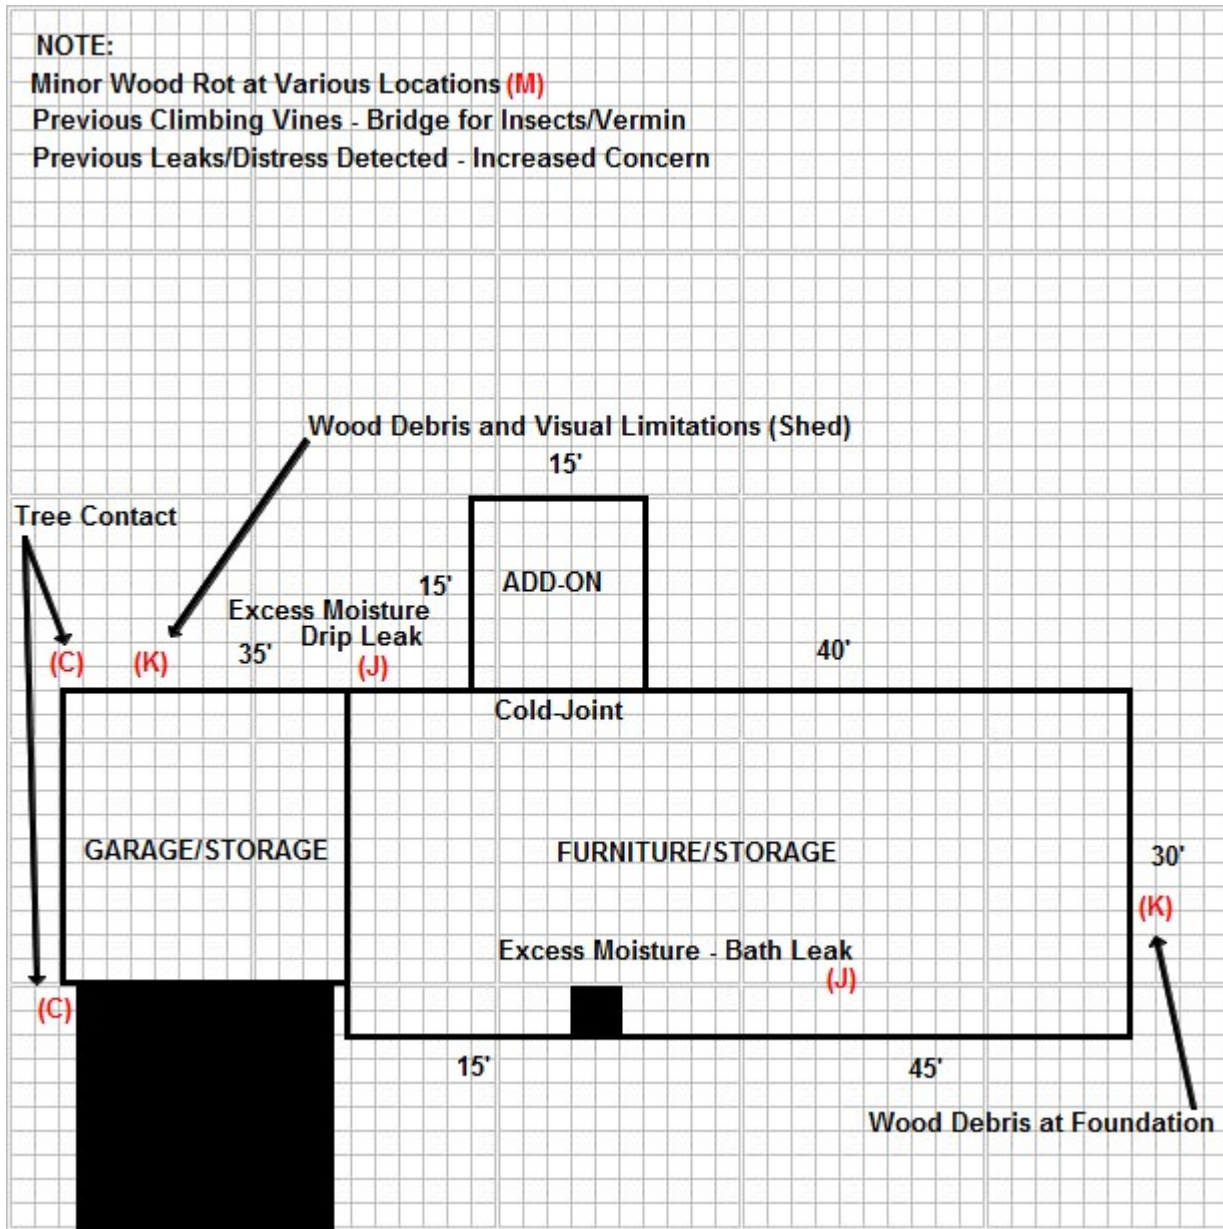 NOTE:
Minor Wood Rot at Various Locations (M)
Previous Climbing Vines - Bridge for Insects/Vermin
Previous Leaks/Distress Detected - Increased Concern
Wood Debris and Visual Limitations (Shed)
15'
Tree Contact
15'
ADD-ON
Excess Moisture
Drip Leak
(C)
(K)
35'
(J)
40'
Cold-Joint
GARAGE/STORAGE
FURNITURE/STORAGE
30'
(K)
Excess Moisture - Bath Leak
(J)
(C)
15'
45'
Wood Debris at Foundation